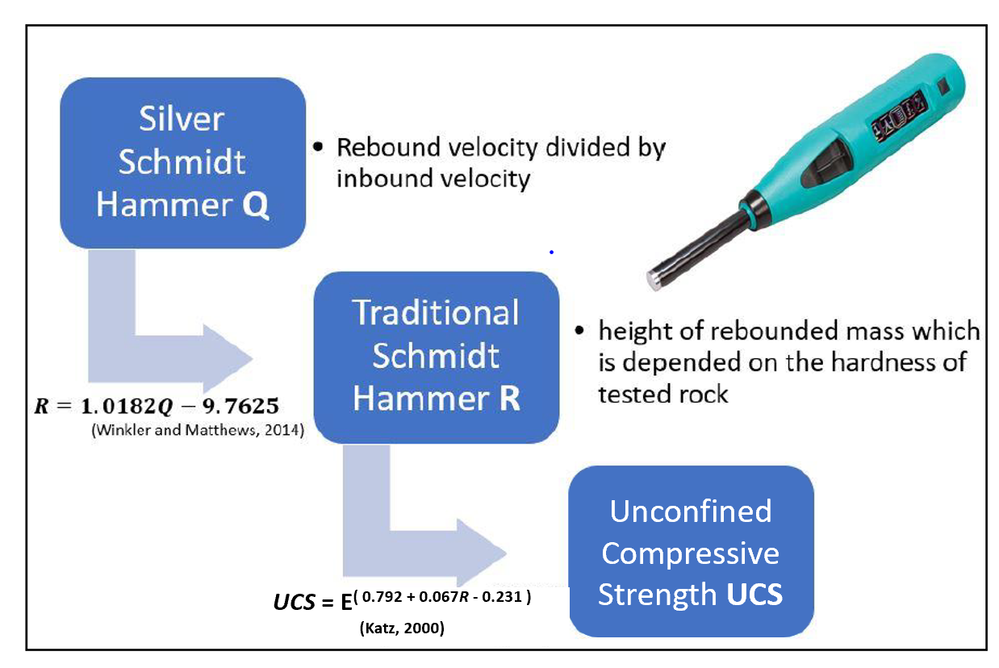 Silver
Schmidt
Hammer Q
• Rebound velocity divided by
inbound velocity
R = 1.0182Q − 9.7625
(Winkler and Matthews, 2014)
Traditional
Schmidt
Hammer R
• height of rebounded mass which
is depended on the hardness of
tested rock
UCS = E( 0.792 + 0.067R - 0.231 )
(Katz, 2000)
Unconfined
Compressive
Strength UCS